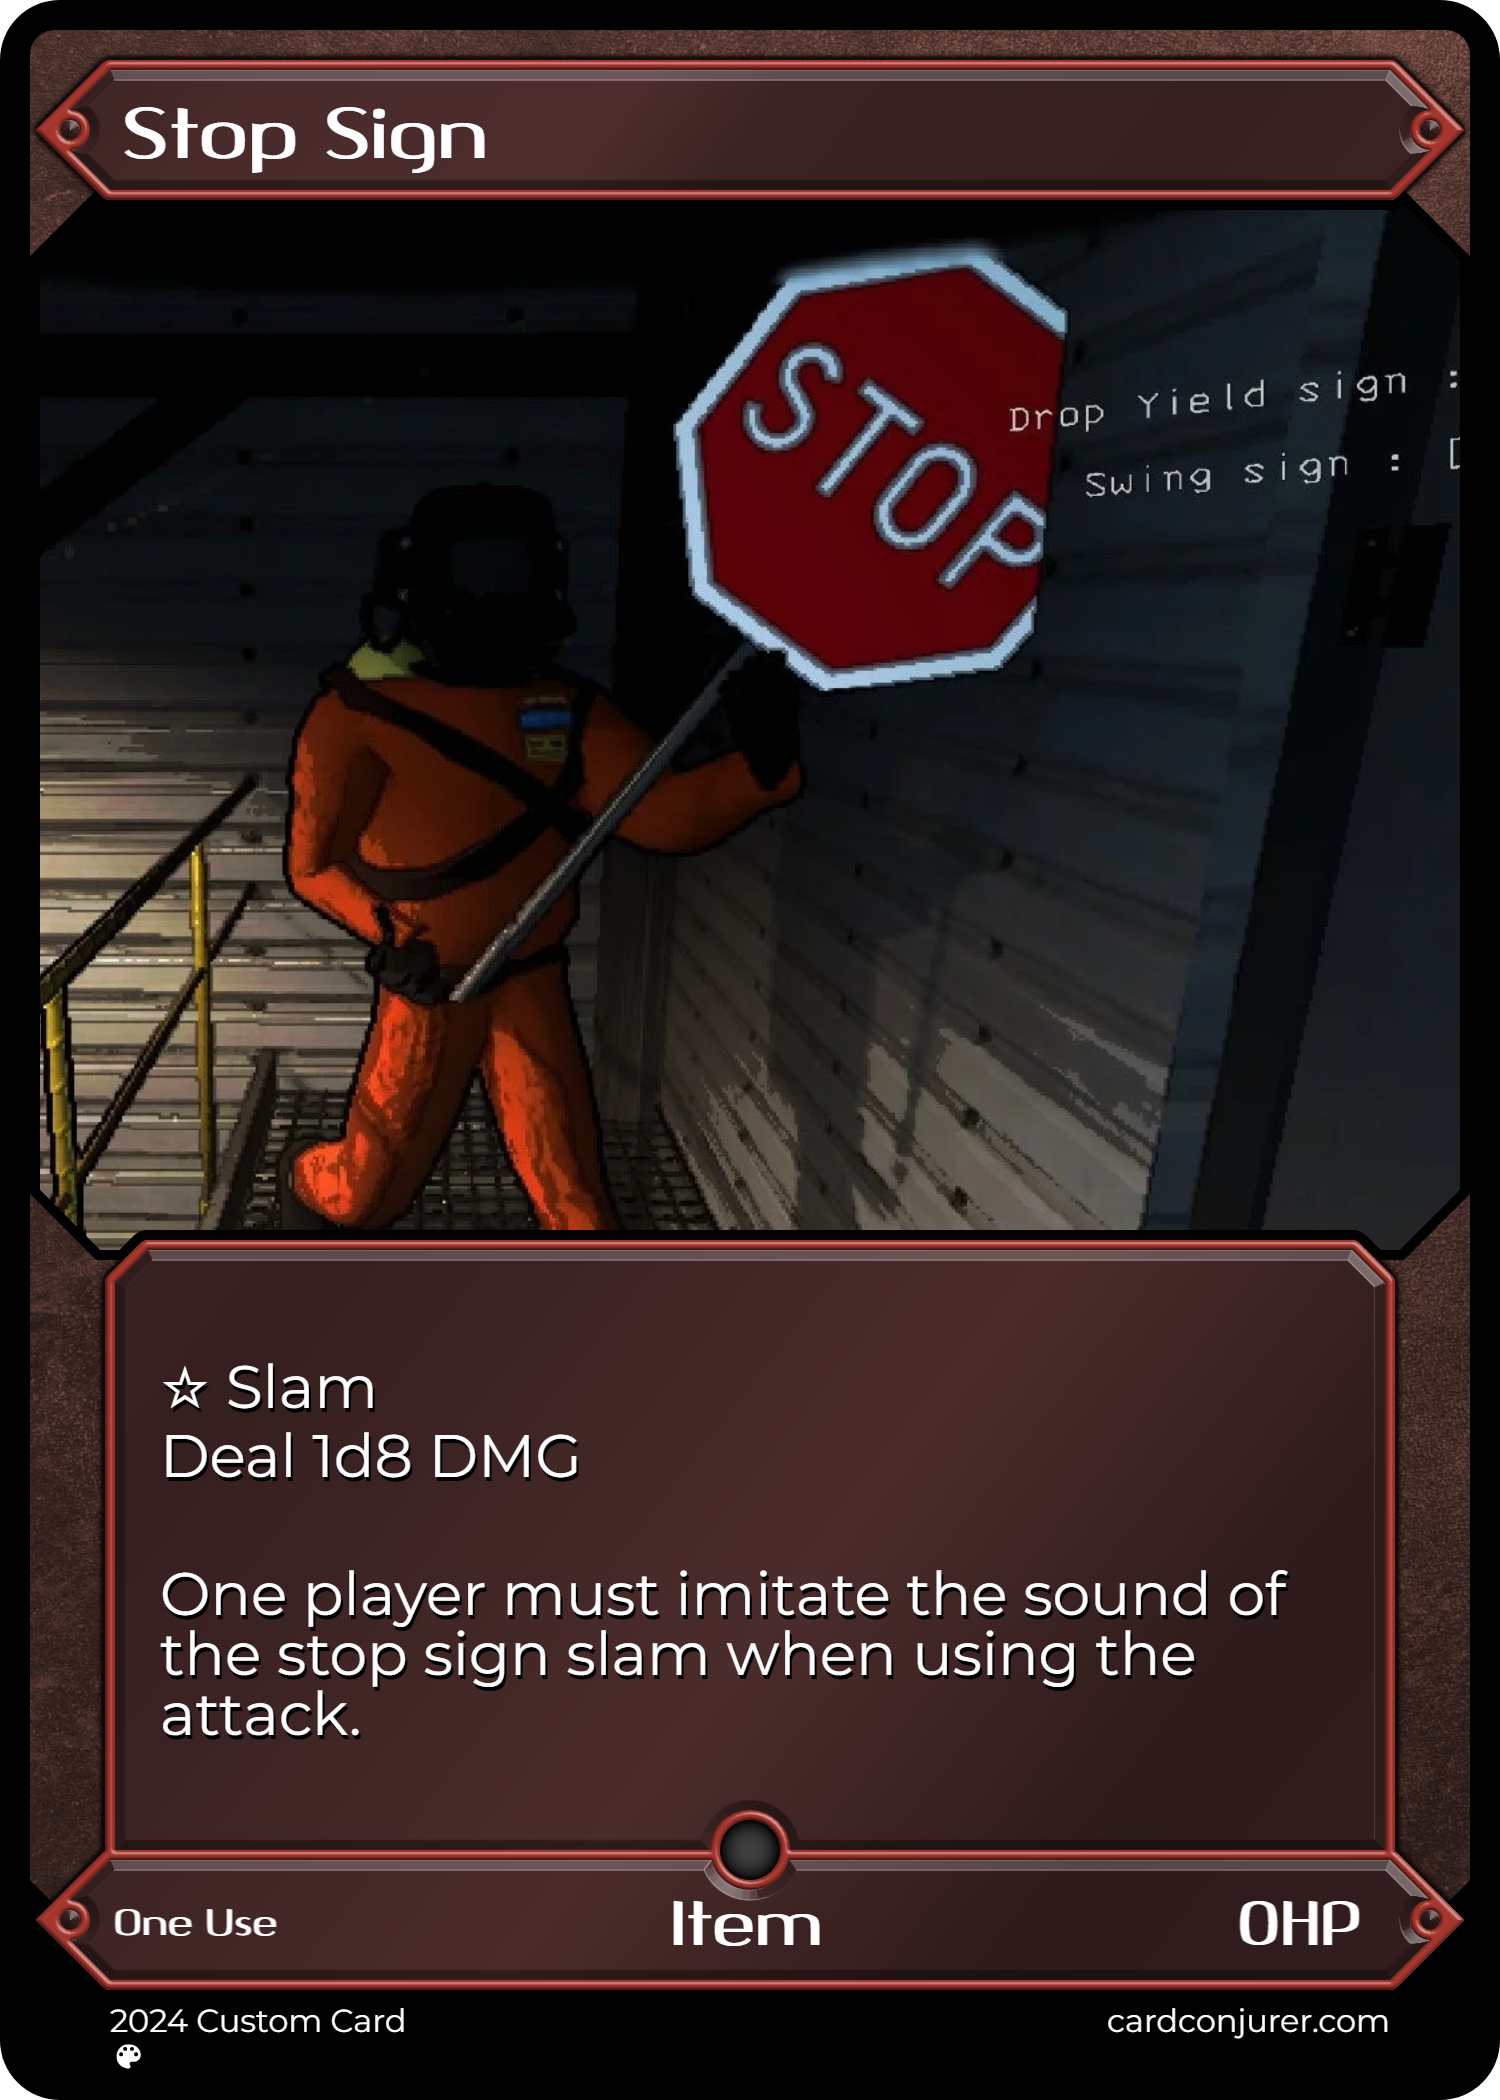 Stop Sign
STOP
Drop Yield sign :
Swing sign : [
☆ Slam
Deal 1d8 DMG
One player must imitate the sound of
the stop sign slam when using the
attack.
One Use
Item
0HP
2024 Custom Card
cardconjurer.com